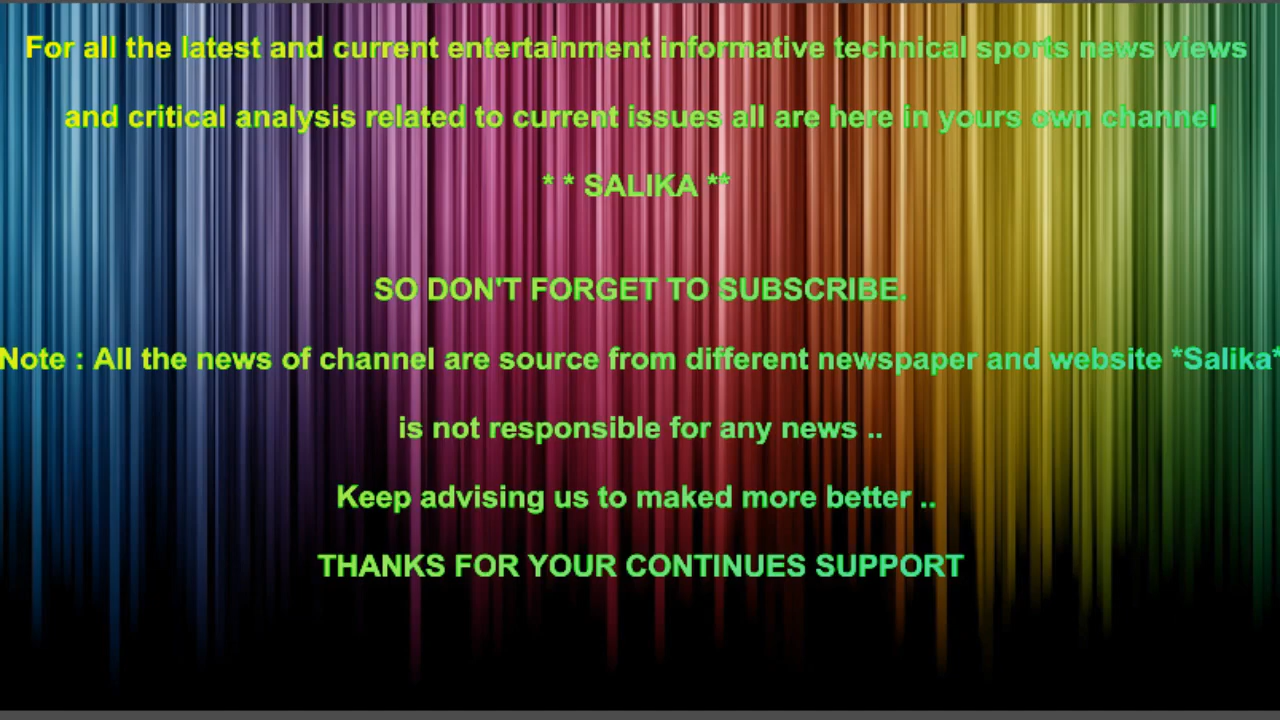 For all the latest and current entertainment informative technical sports news views
and critical analysis related to current issues all are here in yours own channel
* * SALIKA **
SO DON'T FORGET TO SUBSCRIBE.
Note : All the news of channel are source from different newspaper and website *Salika*
is not responsible for any news ..
Keep advising us to maked more better ..
THANKS FOR YOUR CONTINUES SUPPORT